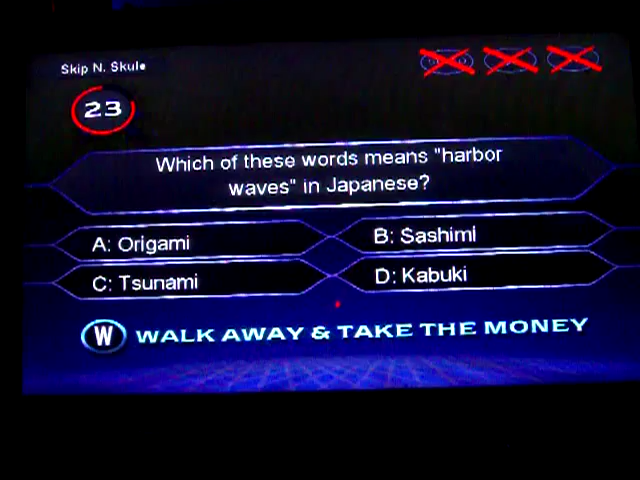 Skip N. Skule
23
Which of these words means "harbor
waves" in Japanese?
A: Origami
B: Sashimi
C: Tsunami
D: Kabuki
W WALK AWAY & TAKE THE MONEY